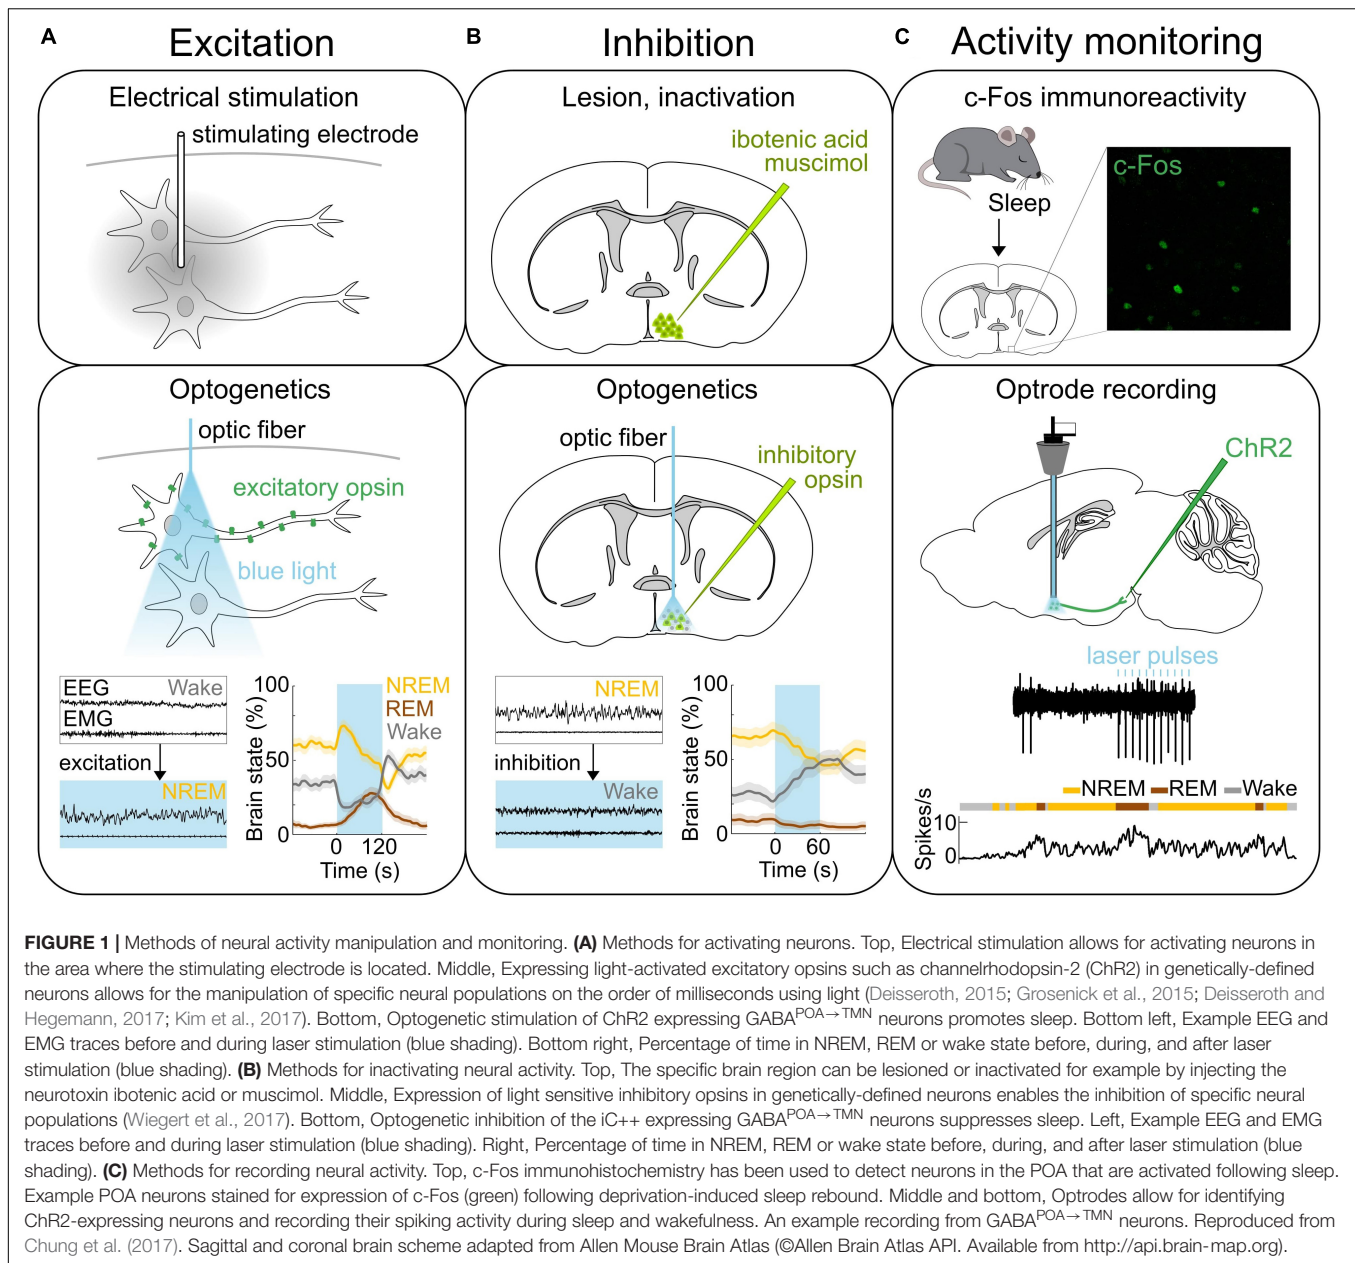 A Excitation
Electrical stimulation
stimulating electrode
Optogenetics
optic fiber
excitatory opsin
blue light
EEG Wake
EMG
excitation
NREM
Brain state (%)
100
50
0
NREM
REM
Wake
0 120
Time (s)
B Inhibition
Lesion, inactivation
ibotenic acid
muscimol
Optogenetics
optic fiber
inhibitory
opsin
NREM
inhibition
Wake
Brain state (%)
100
50
0
0 60
Time (s)
C Activity monitoring
c-Fos immunoreactivity
c-Fos
Sleep
Optrode recording
ChR2
laser pulses
NREM REM Wake
Spikes/s
10
0
FIGURE 1 | Methods of neural activity manipulation and monitoring. (A) Methods for activating neurons. Top, Electrical stimulation allows for activating neurons in
the area where the stimulating electrode is located. Middle, Expressing light-activated excitatory opsins such as channelrhodopsin-2 (ChR2) in genetically-defined
neurons allows for the manipulation of specific neural populations on the order of milliseconds using light (Deisseroth, 2015; Grosenick et al., 2015; Deisseroth and
Hegemann, 2017; Kim et al., 2017). Bottom, Optogenetic stimulation of ChR2 expressing GABA^POA→TMN neurons promotes sleep. Bottom left, Example EEG and
EMG traces before and during laser stimulation (blue shading). Bottom right, Percentage of time in NREM, REM or wake state before, during, and after laser
stimulation (blue shading). (B) Methods for inactivating neural activity. Top, The specific brain region can be lesioned or inactivated for example by injecting the
neurotoxin ibotenic acid or muscimol. Middle, Expression of light sensitive inhibitory opsins in genetically-defined neurons enables the inhibition of specific neural
populations (Wiegert et al., 2017). Bottom, Optogenetic inhibition of the iC++ expressing GABA^POA→TMN neurons suppresses sleep. Left, Example EEG and EMG
traces before and during laser stimulation (blue shading). Right, Percentage of time in NREM, REM or wake state before, during, and after laser stimulation (blue
shading). (C) Methods for recording neural activity. Top, c-Fos immunohistochemistry has been used to detect neurons in the POA that are activated following sleep.
Example POA neurons stained for expression of c-Fos (green) following deprivation-induced sleep rebound. Middle and bottom, Optrodes allow for identifying
ChR2-expressing neurons and recording their spiking activity during sleep and wakefulness. An example recording from GABA^POA→TMN neurons. Reproduced from
Chung et al. (2017). Sagittal and coronal brain scheme adapted from Allen Mouse Brain Atlas (©Allen Brain Atlas API. Available from http://api.brain-map.org).